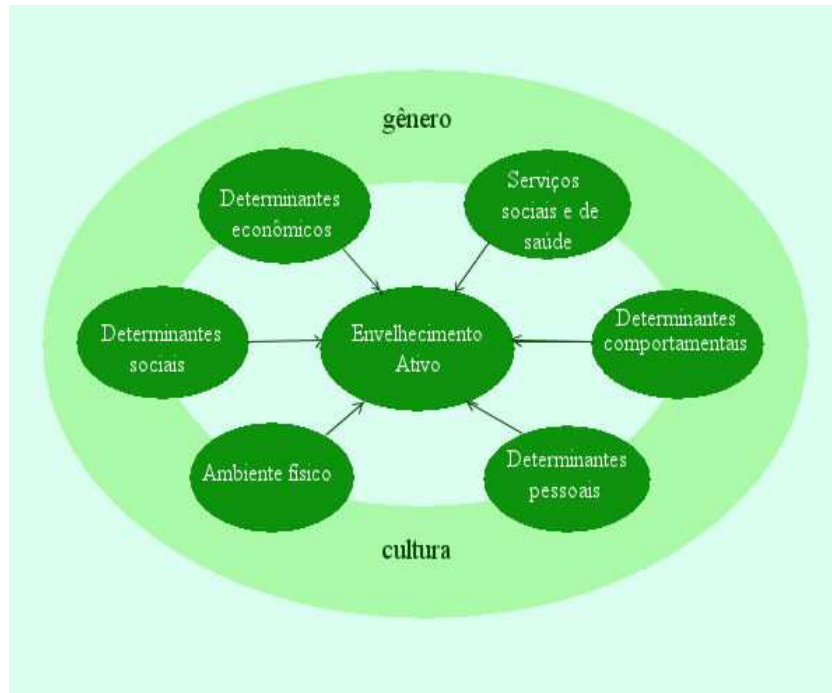 gênero
Determinantes
econômicos
Serviços
sociais e de
saúde
Determinantes
sociais
Envelhecimento
Ativo
Determinantes
comportamentais
Ambiente físico
Determinantes
pessoais
cultura